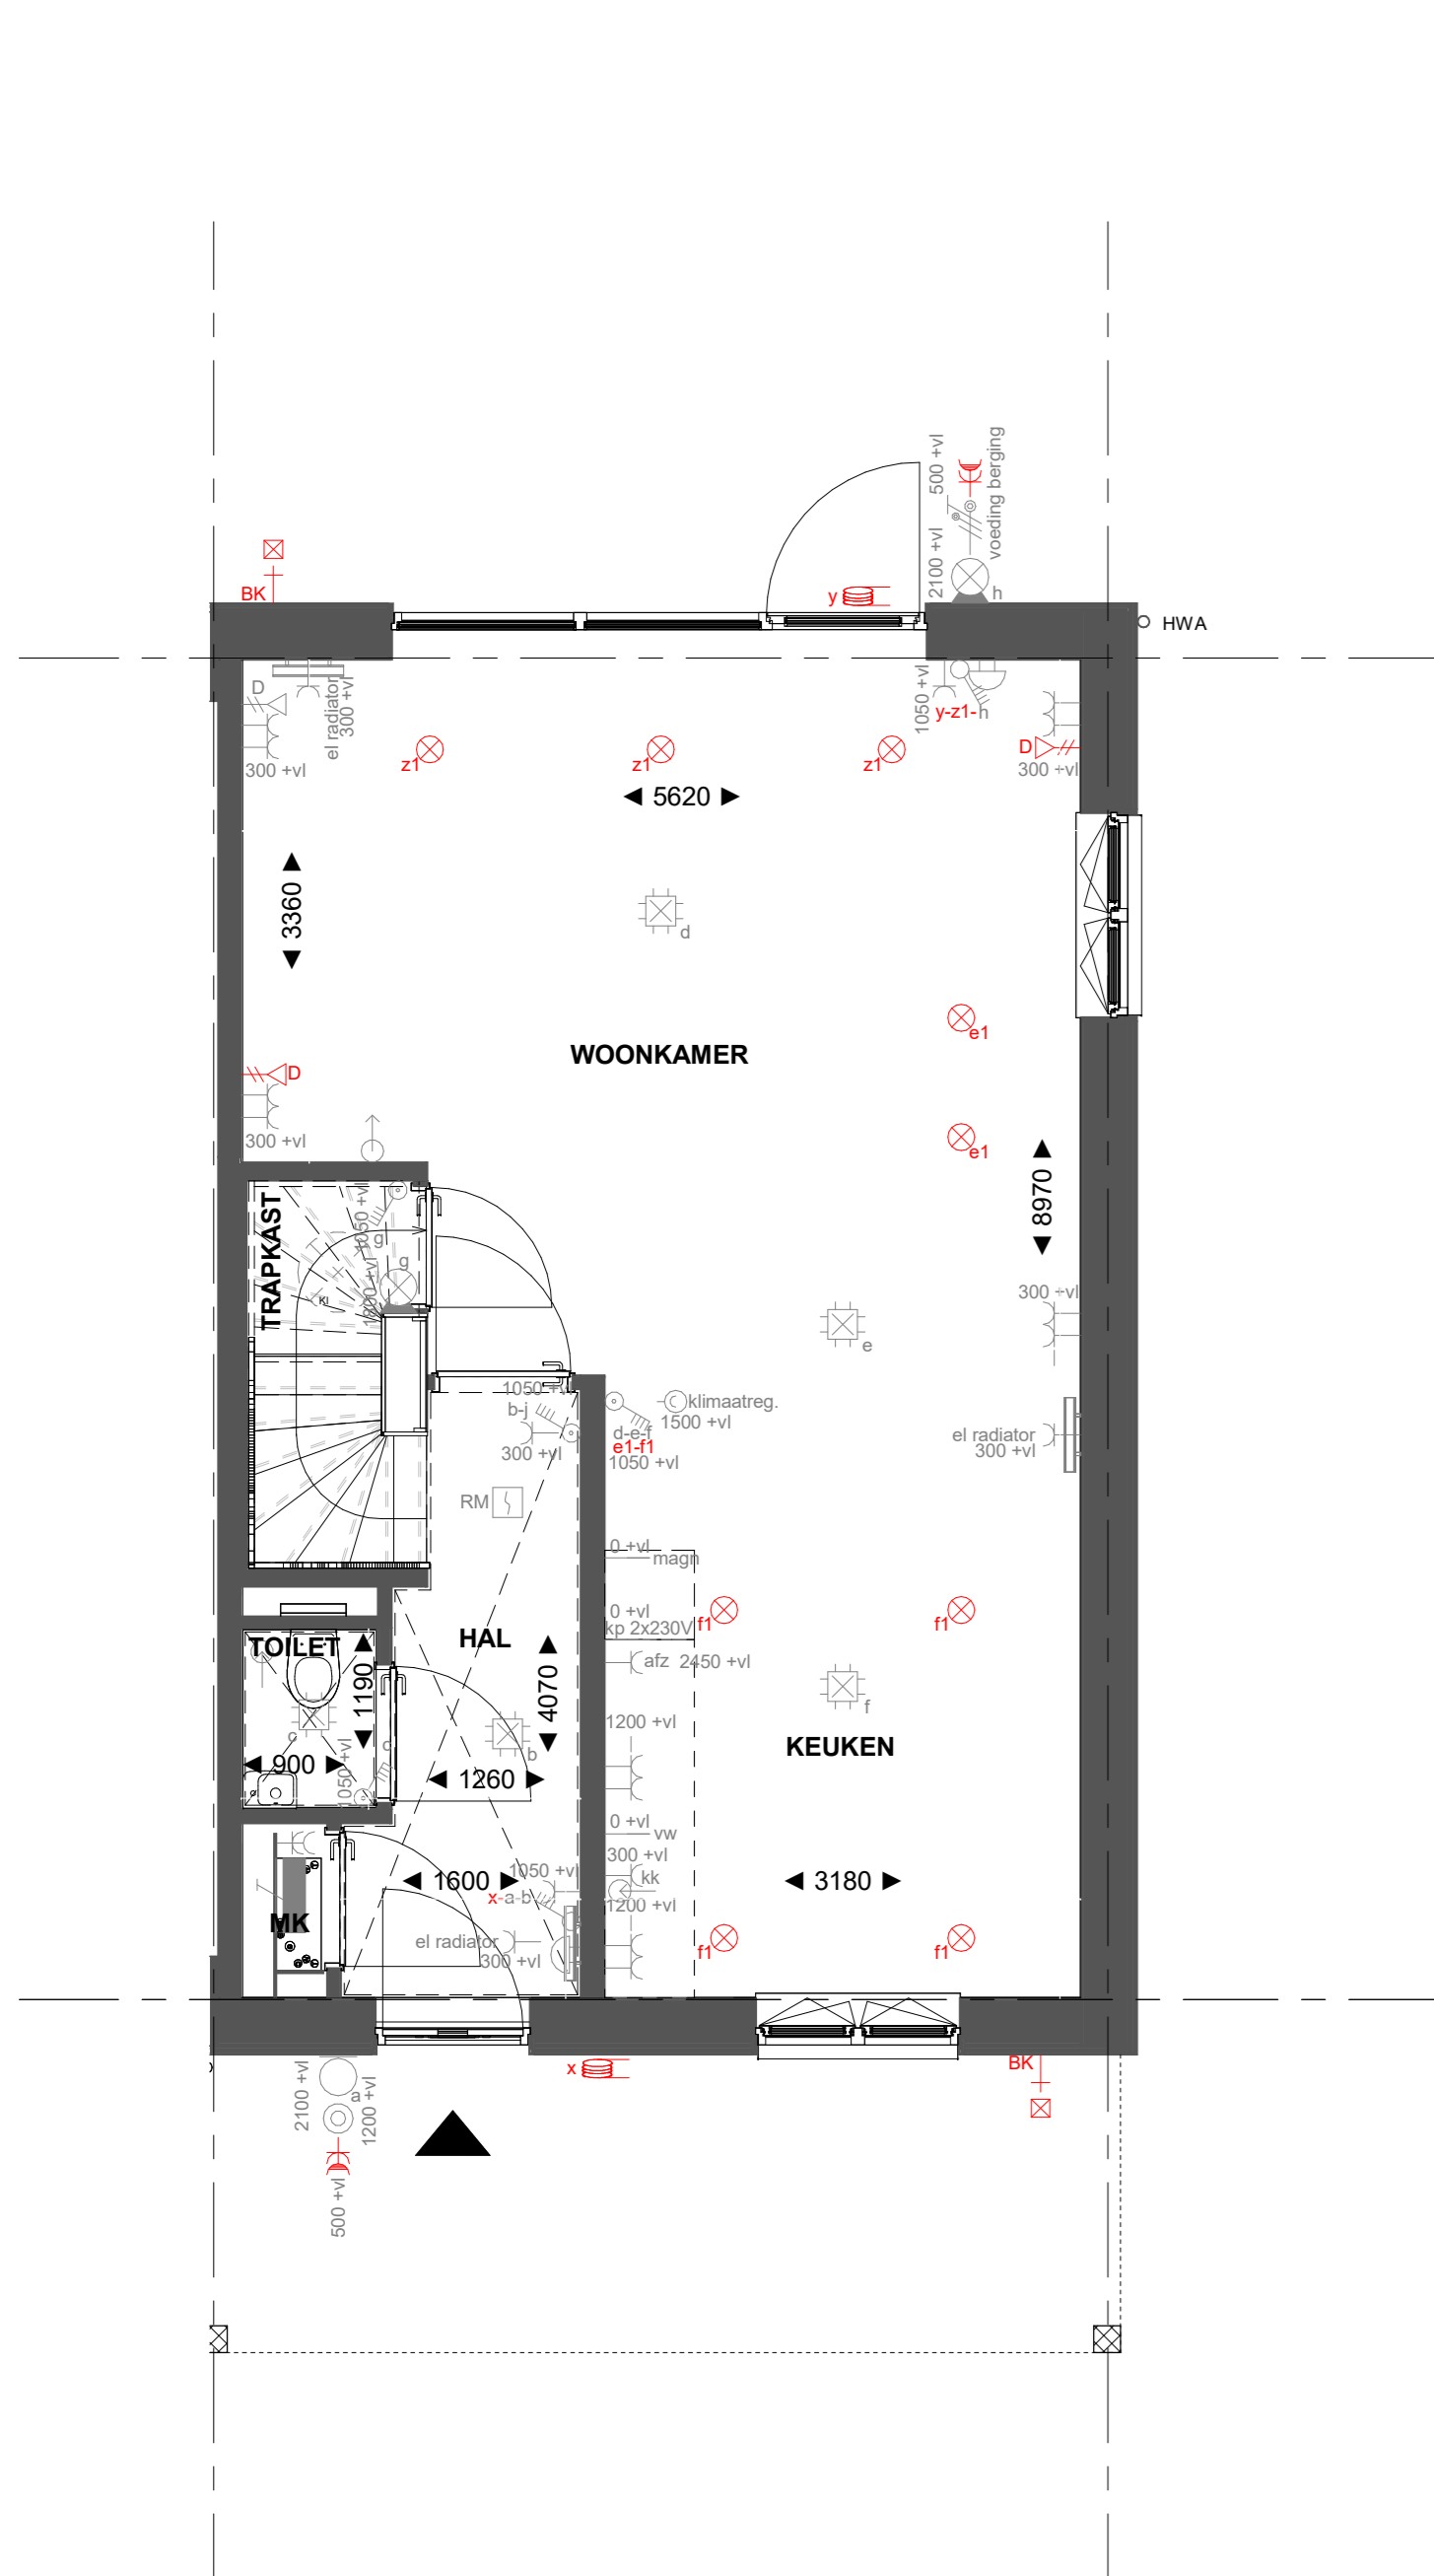 500 +vl
voeding berging
2100 +vl
h
BK
y
HWA
D
el radiator
300 +vl
300 +vl
1050 +vl
y-z1-h
D
300 +vl
z1
z1
z1
5620
3360
d
e1
WOONKAMER
D
300 +vl
e1
8970
TRAPKAST
1050 +vl
g
g
KI
300 +vl
e
1050 +vl
b-j
300 +vl
klimaatreg.
1500 +vl
d-e-f
e1-f1
1050 +vl
el radiator
300 +vl
RM
0 +vl
magn
0 +vl
kp 2x230V
f1
f1
TOILET
HAL
afz 2450 +vl
1190
4070
f
c
1200 +vl
b
KEUKEN
900
1050 +vl
c
1260
0 +vl
vw
300 +vl
kk
1200 +vl
1600
1050 +vl
x-a-b
3180
MK
el radiator
300 +vl
f1
f1
x
BK
2100 +vl
a
1200 +vl
500 +vl